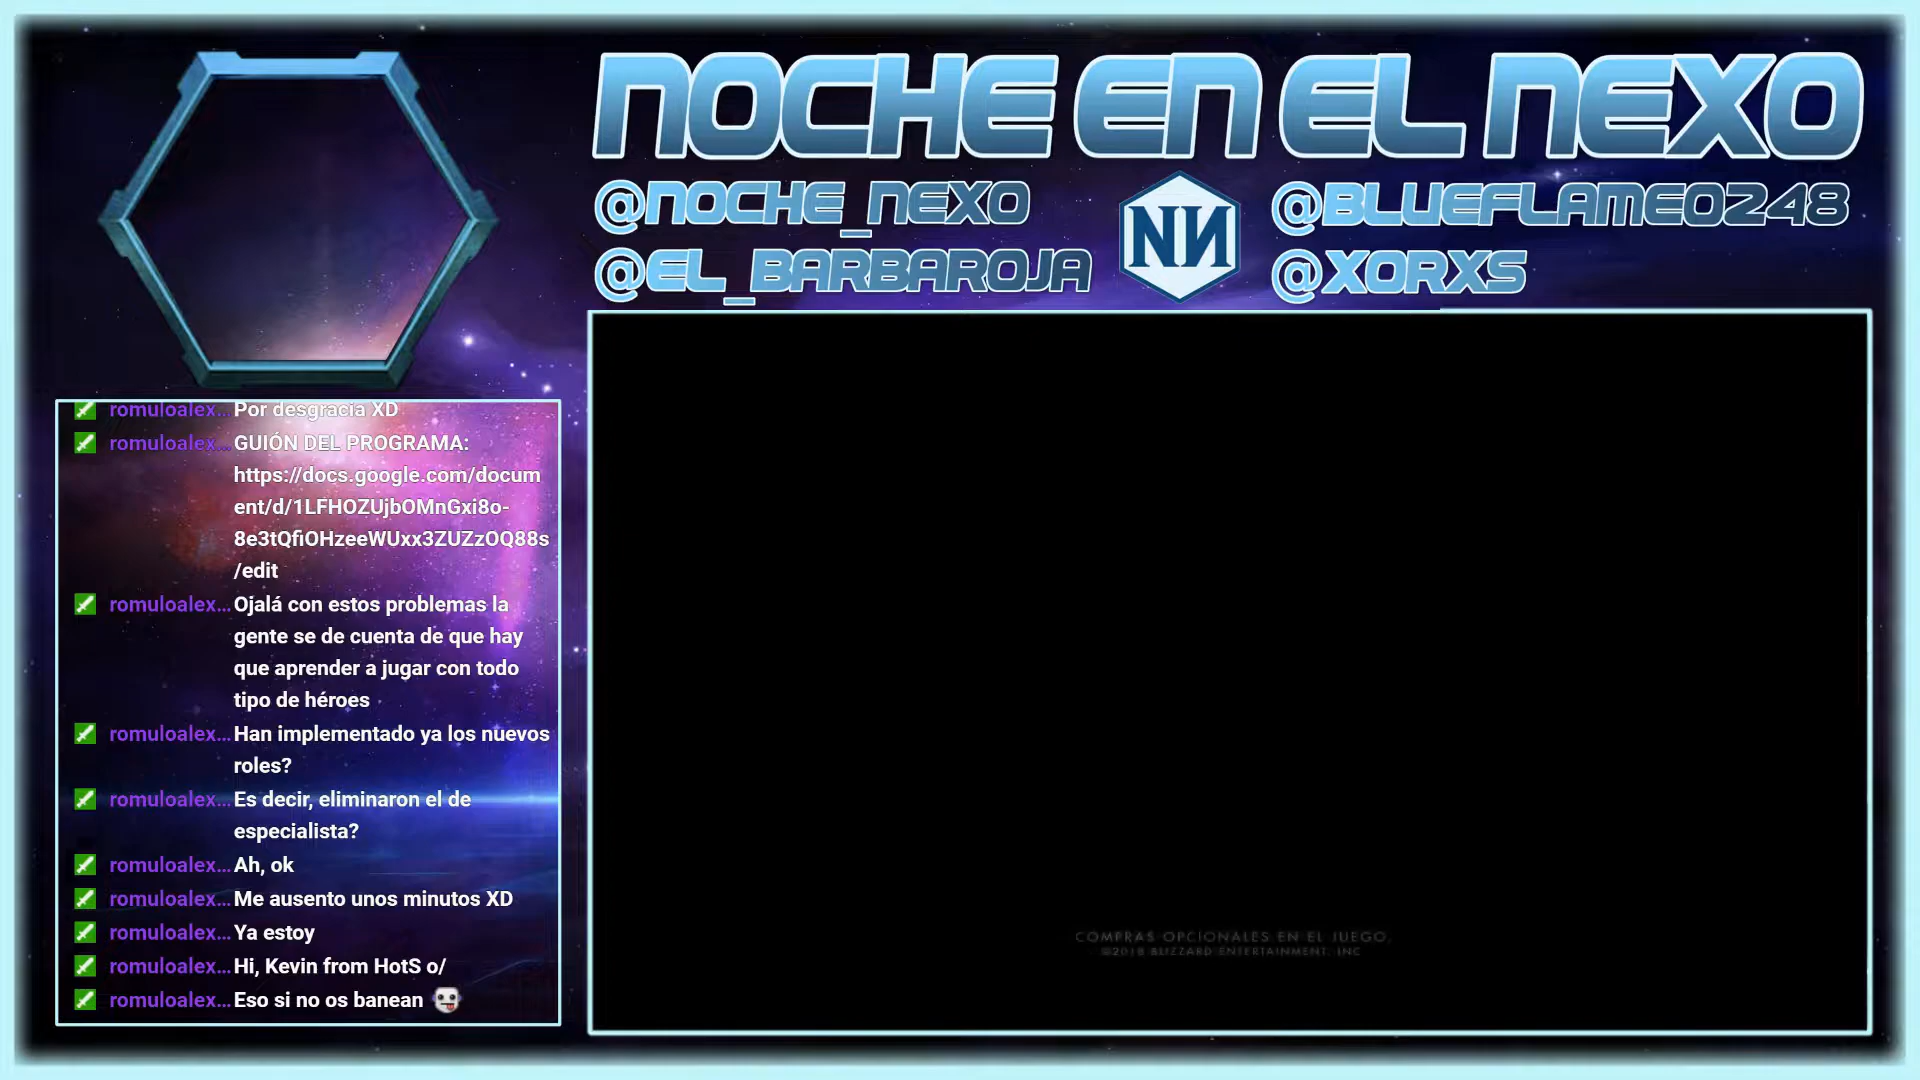 NOCHE EN EL NEXO
@NOCHE_NEXO
@EL_BARBAROJA
NN
@BLUEFLAME0248
@XORXS
romuloalex... Por desgracia XD
romuloalex... GUIÓN DEL PROGRAMA:
https://docs.google.com/docum
ent/d/1LFHOZUjbOMnGxi8o-
8e3tQfiOHzeeWUxx3ZUZzOQ88s
/edit
romuloalex... Ojalá con estos problemas la
gente se de cuenta de que hay
que aprender a jugar con todo
tipo de héroes
romuloalex... Han implementado ya los nuevos
roles?
romuloalex... Es decir, eliminaron el de
especialista?
romuloalex... Ah, ok
romuloalex... Me ausento unos minutos XD
romuloalex... Ya estoy
romuloalex... Hi, Kevin from HotS o/
romuloalex... Eso si no os banean
COMPRAS OPCIONALES EN EL JUEGO.
©2018 BLIZZARD ENTERTAINMENT, INC